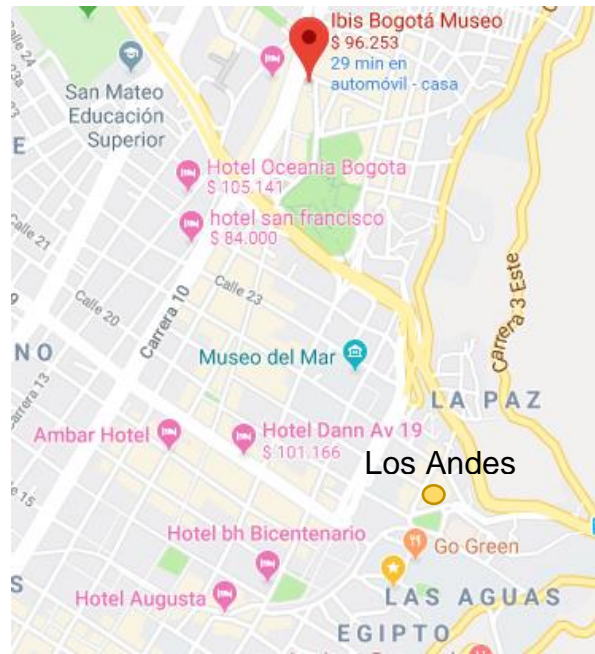 Ibis Bogotá Museo
$ 96.253
29 min en
automóvil - casa
Calle 24
San Mateo
Educación
Superior
E
Hotel Oceania Bogota
$ 105.141
hotel san francisco
$ 84.000
Calle 21
Calle 23
Calle 20
Carrera 10
Carrera 3 Este
9
NO
Museo del Mar
Carrera 13
LA PAZ
Ambar Hotel
Hotel Dann Av 19
$ 101.166
Los Andes
e 15
Hotel bh Bicentenario
Go Green
S
Hotel Augusta
LAS AGUAS
EGIPTO